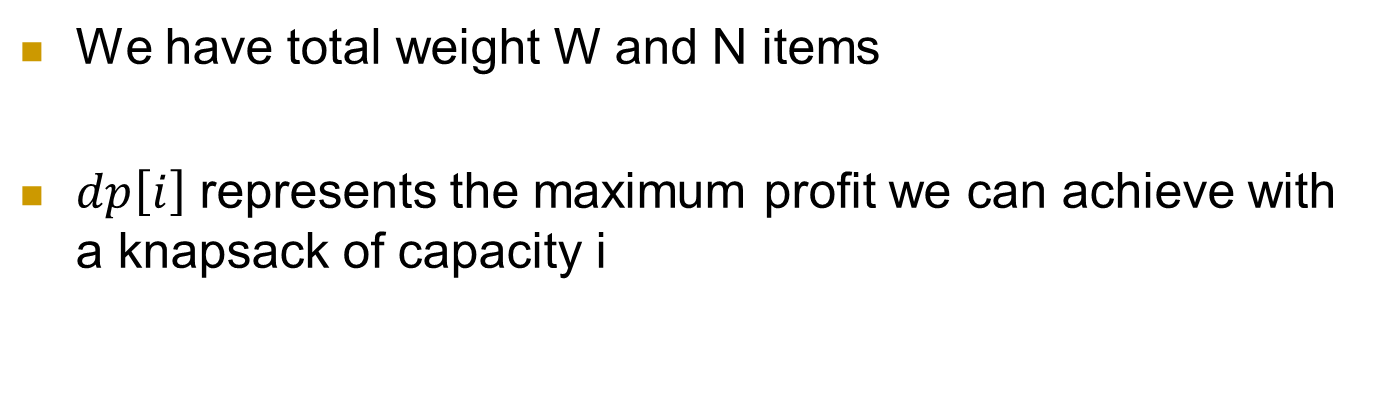 We have total weight W and N items
dp[i] represents the maximum profit we can achieve with
a knapsack of capacity i